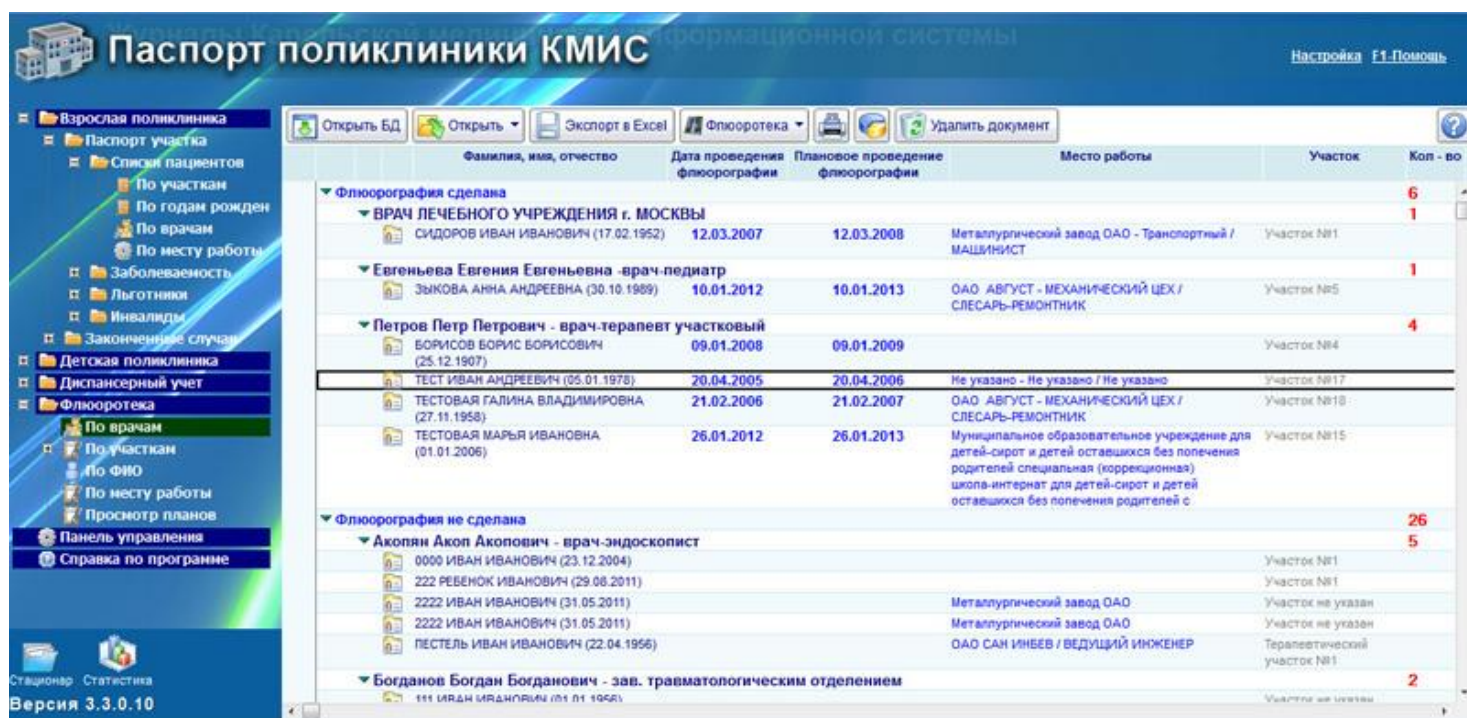 Журналы Карельской медицинской информационной системы
Паспорт поликлиники КМИС
Настройка F1-Помощь
Взрослая поликлиника
Паспорт участка
Списки пациентов
По участкам
По годам рожден
По врачам
По месту работы
Заболеваемость
Льготники
Инвалиды
Законченные случаи
Детская поликлиника
Диспансерный учет
Флюоротека
По врачам
По участкам
По ФИО
По месту работы
Просмотр планов
Панель управления
Справка по программе
Стационар Статистика
Версия 3.3.0.10
Открыть БД Открыть Экспорт в Excel Флюоротека Удалить документ
Фамилия, имя, отчество Дата проведения флюорографии Плановое проведение флюорографии Место работы Участок Кол - во
Флюорография сделана 6
ВРАЧ ЛЕЧЕБНОГО УЧРЕЖДЕНИЯ г. МОСКВЫ 1
СИДОРОВ ИВАН ИВАНОВИЧ (17.02.1952) 12.03.2007 12.03.2008 Металлургический завод ОАО - Транспортный / Участок №1
МАШИНИСТ
Евгеньева Евгения Евгеньевна -врач-педиатр 1
ЗЫКОВА АННА АНДРЕЕВНА (30.10.1989) 10.01.2012 10.01.2013 ОАО АВГУСТ - МЕХАНИЧЕСКИЙ ЦЕХ / Участок №5
СЛЕСАРЬ-РЕМОНТНИК
Петров Петр Петрович - врач-терапевт участковый 4
БОРИСОВ БОРИС БОРИСОВИЧ 09.01.2008 09.01.2009 Участок №4
(25.12.1907)
ТЕСТ ИВАН АНДРЕЕВИЧ (05.01.1978) 20.04.2005 20.04.2006 Не указано - Не указано / Не указано Участок №17
ТЕСТОВАЯ ГАЛИНА ВЛАДИМИРОВНА 21.02.2006 21.02.2007 ОАО АВГУСТ - МЕХАНИЧЕСКИЙ ЦЕХ / Участок №18
(27.11.1958) СЛЕСАРЬ-РЕМОНТНИК
ТЕСТОВАЯ МАРЬЯ ИВАНОВНА 26.01.2012 26.01.2013 Муниципальное образовательное учреждение для Участок №15
(01.01.2006) детей-сирот и детей оставшихся без попечения
родителей специальная (коррекционная)
школа-интернат для детей-сирот и детей
оставшихся без попечения родителей с
Флюорография не сделана 26
Акопян Акоп Акопович - врач-эндоскопист 5
0000 ИВАН ИВАНОВИЧ (23.12.2004) Участок №1
222 РЕБЕНОК ИВАНОВИЧ (29.08.2011) Участок №1
2222 ИВАН ИВАНОВИЧ (31.05.2011) Металлургический завод ОАО Участок не указан
2222 ИВАН ИВАНОВИЧ (31.05.2011) Металлургический завод ОАО Участок не указан
ПЕСТЕЛЬ ИВАН ИВАНОВИЧ (22.04.1956) ОАО САН ИНБЕВ / ВЕДУЩИЙ ИНЖЕНЕР Терапевтический
участок №1
Богданов Богдан Богданович - зав. травматологическим отделением 2
111 ИВАН ИВАНОВИЧ (01.01.1956) Участок не указан